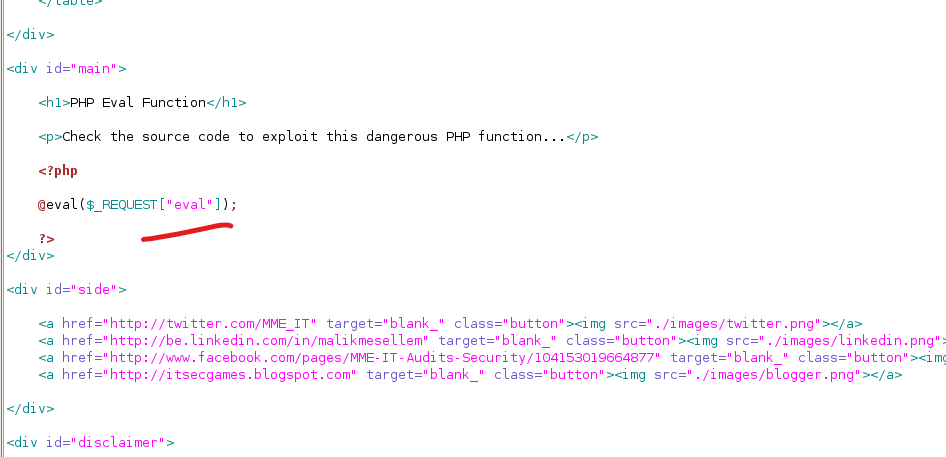 </table>
</div>
<div id="main">
<h1>PHP Eval Function</h1>
<p>Check the source code to exploit this dangerous PHP function...</p>
<?php
@eval($_REQUEST["eval"]);
?>
</div>
<div id="side">
<a href="http://twitter.com/MME_IT" target="blank_" class="button"><img src="./images/twitter.png"></a>
<a href="http://be.linkedin.com/in/malikmesellem" target="blank_" class="button"><img src="./images/linkedin.png">
<a href="http://www.facebook.com/pages/MME-IT-Audits-Security/104153019664877" target="blank_" class="button"><img
<a href="http://itsecgames.blogspot.com" target="blank_" class="button"><img src="./images/blogger.png"></a>
</div>
<div id="disclaimer">